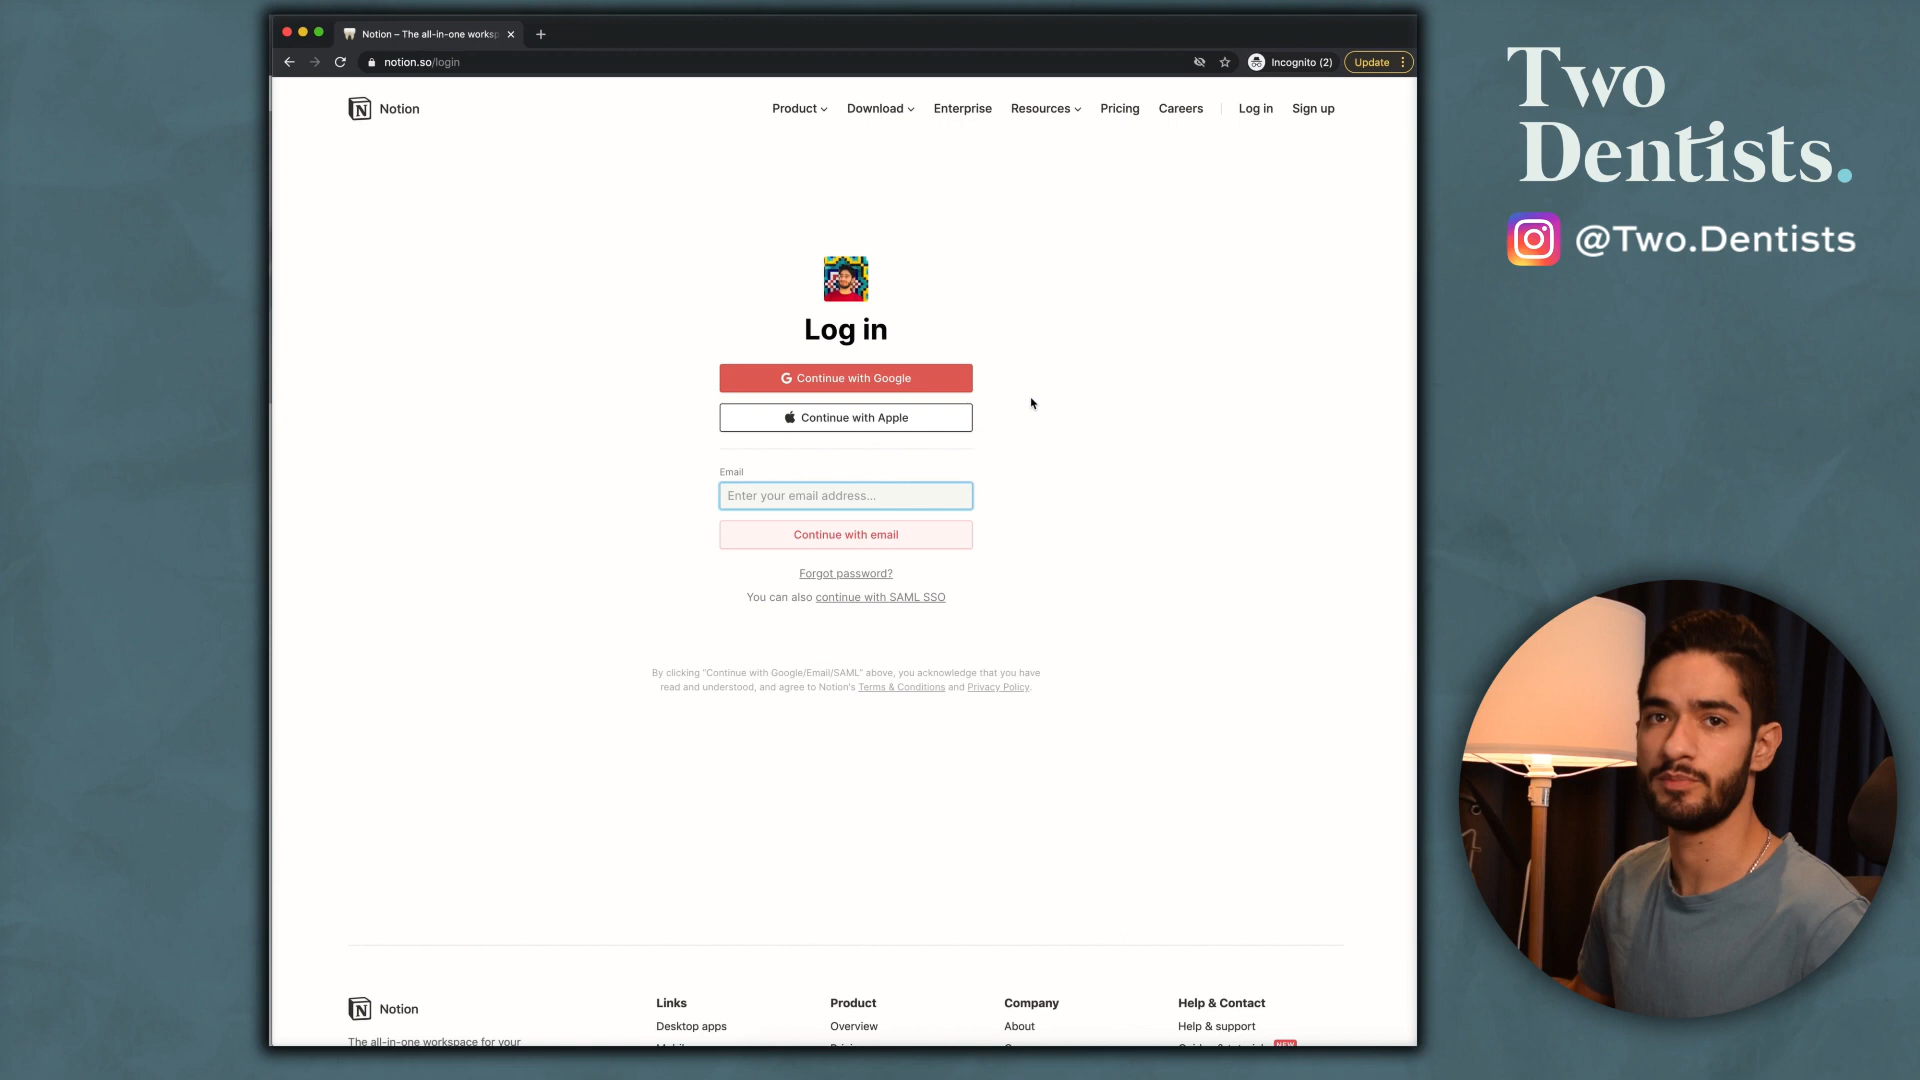 Notion – The all-in-one worksp
notion.so/login
Incognito (2)
Update
Notion
Product
Download
Enterprise
Resources
Pricing
Careers
Log in
Sign up
Log in
Continue with Google
Continue with Apple
Email
Enter your email address...
Continue with email
Forgot password?
You can also continue with SAML SSO
By clicking "Continue with Google/Email/SAML" above, you acknowledge that you have
read and understood, and agree to Notion's Terms & Conditions and Privacy Policy.
Notion
The all-in-one workspace for your
Links
Desktop apps
Product
Overview
Company
About
Help & Contact
Help & support
NEW
Two
Dentists.
@Two.Dentists